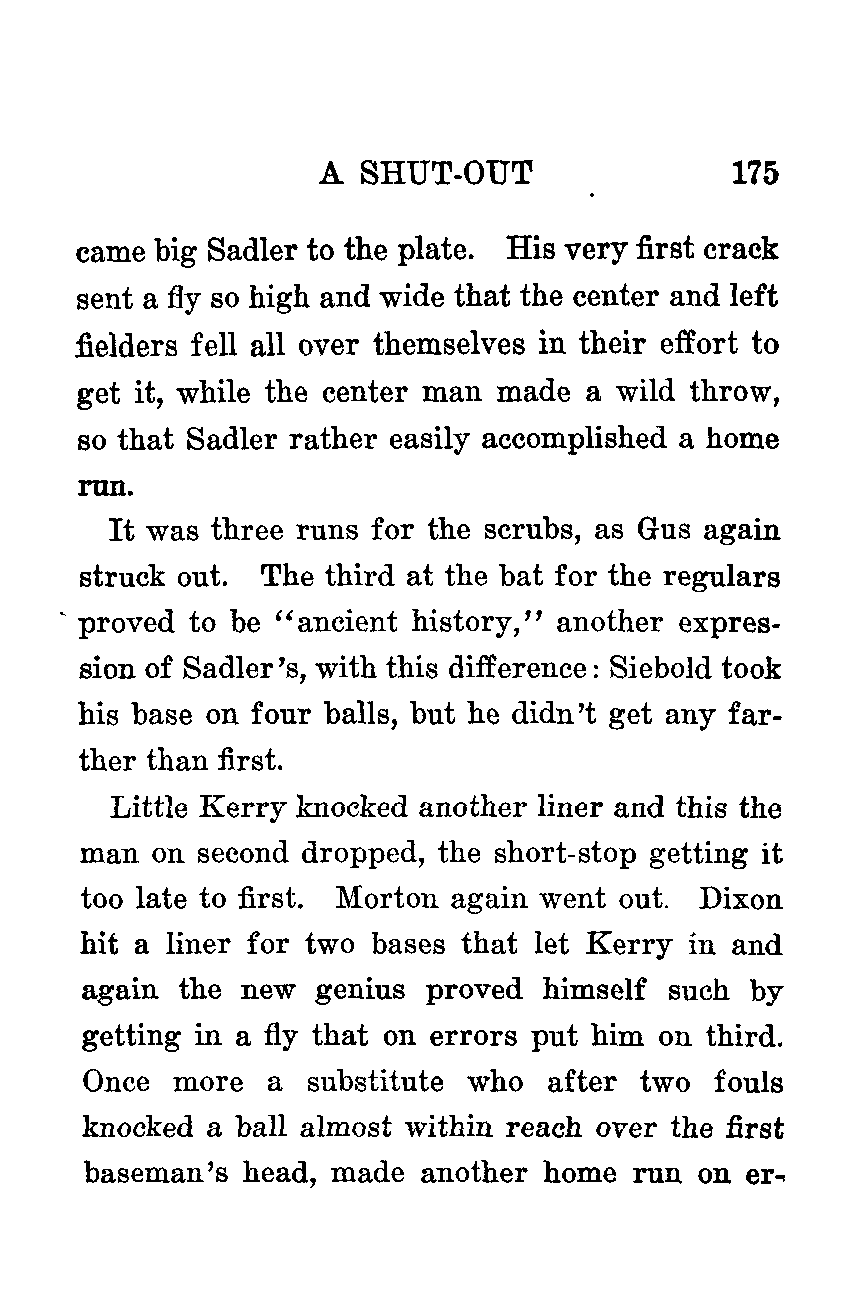 A SHUT-OUT 175
came big Sadler to the plate. His very first crack
sent a fly so high and wide that the center and left
fielders fell all over themselves in their effort to
get it, while the center man made a wild throw,
so that Sadler rather easily accomplished a home
run.
It was three runs for the scrubs, as Gus again
struck out. The third at the bat for the regulars
proved to be "ancient history," another expres-
sion of Sadler's, with this difference: Siebold took
his base on four balls, but he didn't get any far-
ther than first.
Little Kerry knocked another liner and this the
man on second dropped, the short-stop getting it
too late to first. Morton again went out. Dixon
hit a liner for two bases that let Kerry in and
again the new genius proved himself such by
getting in a fly that on errors put him on third.
Once more a substitute who after two fouls
knocked a ball almost within reach over the first
baseman's head, made another home run on er-